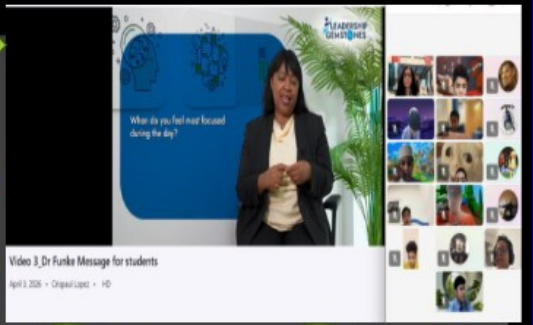 LEADERSHIP
GEMSTONES
When do you feel most focused
during the day?
Video 3_Dr Funke Message for students
April 3, 2026 • Crispaul Lopez • HD